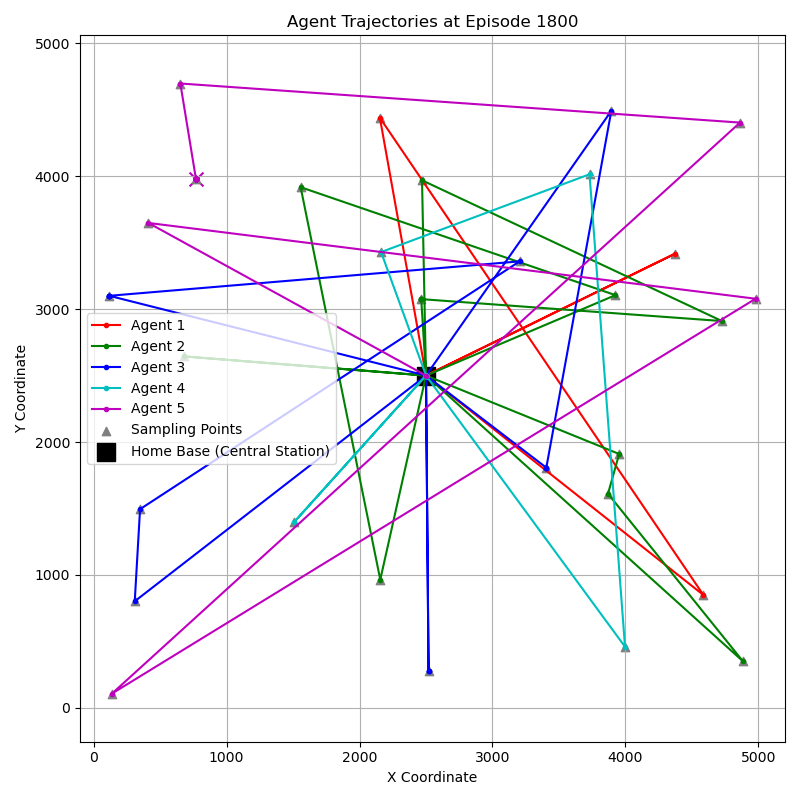 Agent Trajectories at Episode 1800
Y Coordinate
5000
4000
3000
2000
1000
0
Agent 1
Agent 2
Agent 3
Agent 4
Agent 5
Sampling Points
Home Base (Central Station)
0 1000 2000 3000 4000 5000
X Coordinate